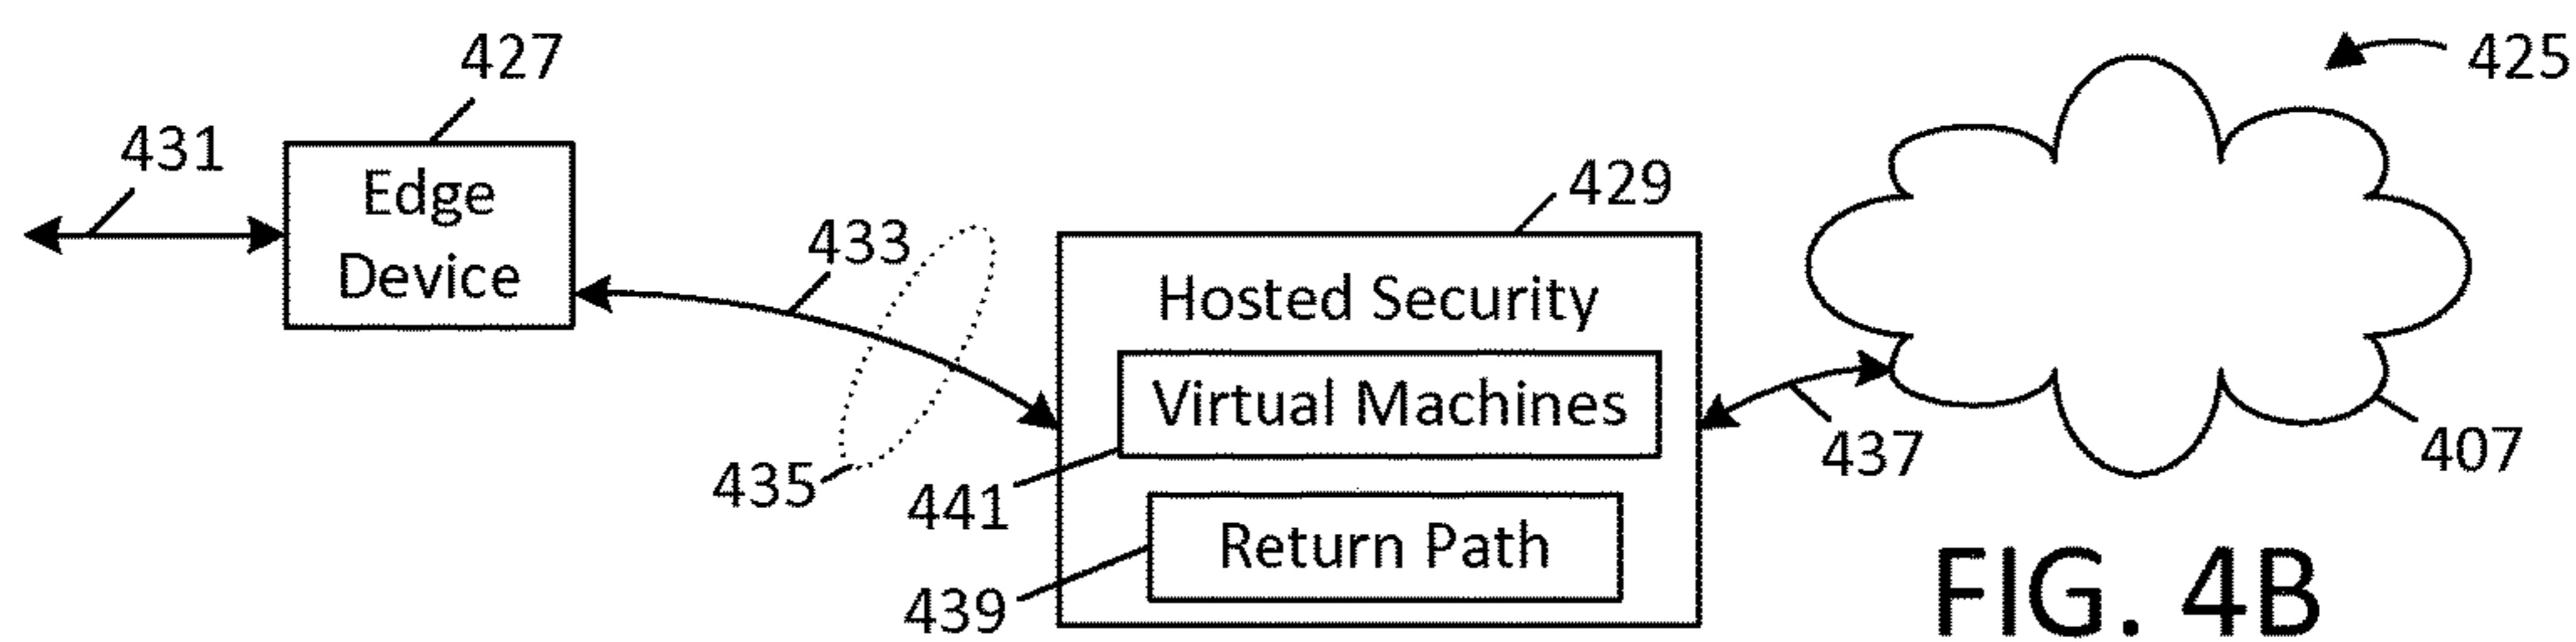 427
425
431
Edge
Device
433
429
Hosted Security
Virtual Machines
435
441
437
407
Return Path
439
FIG. 4B